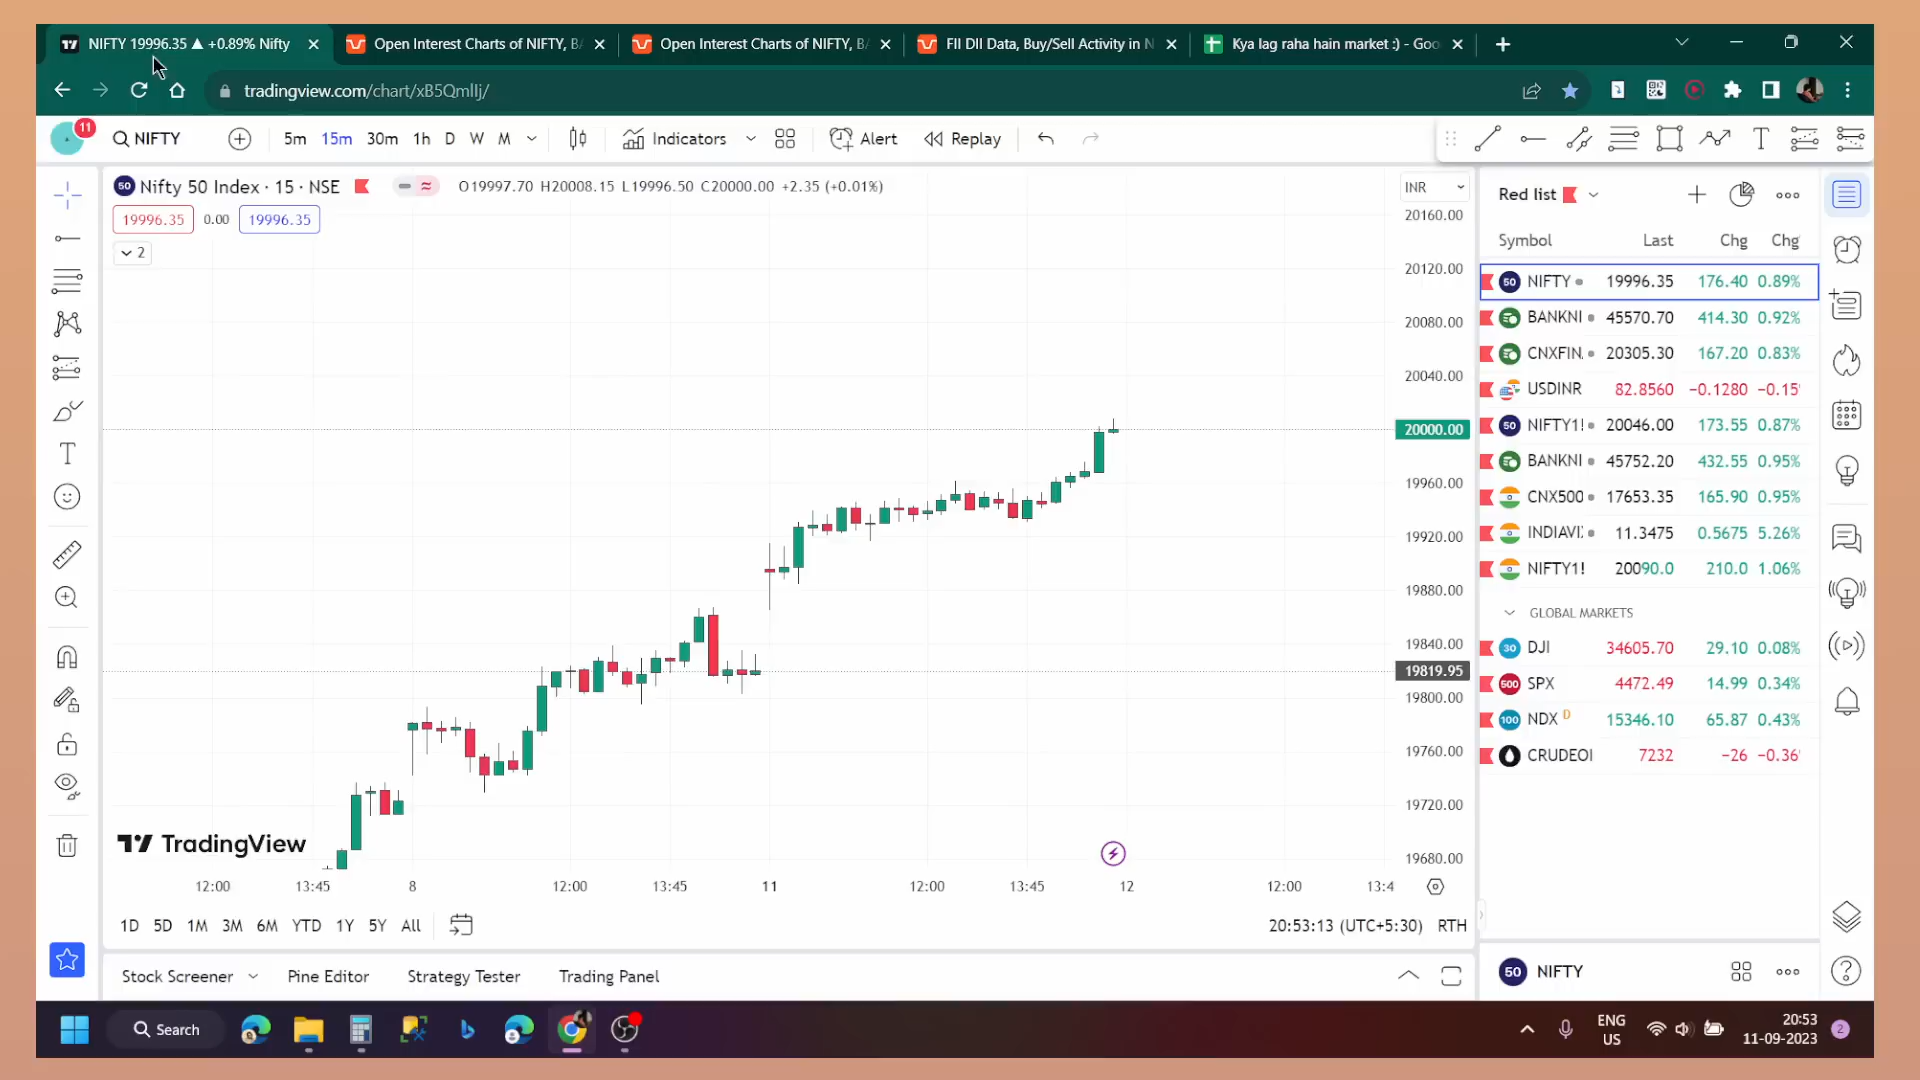 NIFTY 19996.35 ▲ +0.89% Nifty
Open Interest Charts of NIFTY, BA
Open Interest Charts of NIFTY, BA
FII DII Data, Buy/Sell Activity in N
Kya lag raha hain market :) - Goo
tradingview.com/chart/xB5Qmllj/
11
NIFTY
5m 15m 30m 1h D W M
Indicators
Alert
Replay
50 Nifty 50 Index · 15 · NSE
O19997.70 H20008.15 L19996.50 C20000.00 +2.35 (+0.01%)
19996.35 0.00 19996.35
2
INR
20160.00
20120.00
20080.00
20040.00
20000.00
19960.00
19920.00
19880.00
19840.00
19819.95
19800.00
19760.00
19720.00
19680.00
TradingView
12:00 13:45 8 12:00 13:45 11 12:00 13:45 12 12:00 13:4
1D 5D 1M 3M 6M YTD 1Y 5Y All
20:53:13 (UTC+5:30) RTH
Stock Screener Pine Editor Strategy Tester Trading Panel
Red list
Symbol Last Chg Chg
50 NIFTY 19996.35 176.40 0.89%
BANKNI 45570.70 414.30 0.92%
CNXFIN. 20305.30 167.20 0.83%
USDINR 82.8560 −0.1280 −0.15
50 NIFTY1! 20046.00 173.55 0.87%
BANKNI 45752.20 432.55 0.95%
CNX500 17653.35 165.90 0.95%
INDIAVI 11.3475 0.5675 5.26%
NIFTY1! 20090.0 210.0 1.06%
GLOBAL MARKETS
30 DJI 34605.70 29.10 0.08%
500 SPX 4472.49 14.99 0.34%
100 NDX D 15346.10 65.87 0.43%
CRUDEOI 7232 −26 −0.36
50 NIFTY
Search
ENG
US
20:53
11-09-2023
2